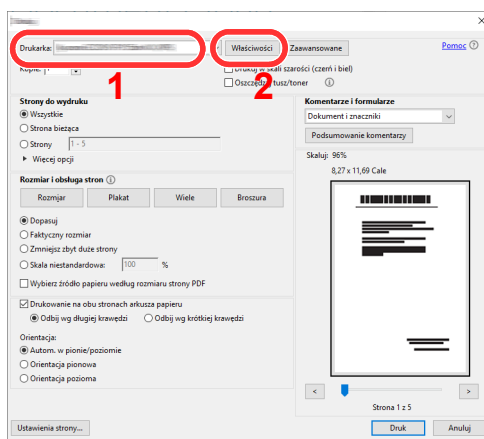 Drukarka:
Właściwości
Zaawansowane
Pomoc
1
2
Kopie: 1
Drukuj w skali szarości (czerń i biel)
Oszczędzaj tusz/toner
Strony do wydruku
Wszystkie
Strona bieżąca
Strony 1 - 5
Więcej opcji
Komentarze i formularze
Dokument i znaczniki
Podsumowanie komentarzy
Skaluj: 96%
8,27 x 11,69 Cale
Rozmiar i obsługa stron
Rozmiar Plakat Wiele Broszura
Dopasuj
Faktyczny rozmiar
Zmniejsz zbyt duże strony
Skala niestandardowa: 100 %
Wybierz źródło papieru według rozmiaru strony PDF
Drukowanie na obu stronach arkusza papieru
Odbij wg długiej krawędzi Odbij wg krótkiej krawędzi
Orientacja:
Autom. w pionie/poziomie
Orientacja pionowa
Orientacja pozioma
< >
Strona 1 z 5
Ustawienia strony... Druk Anuluj